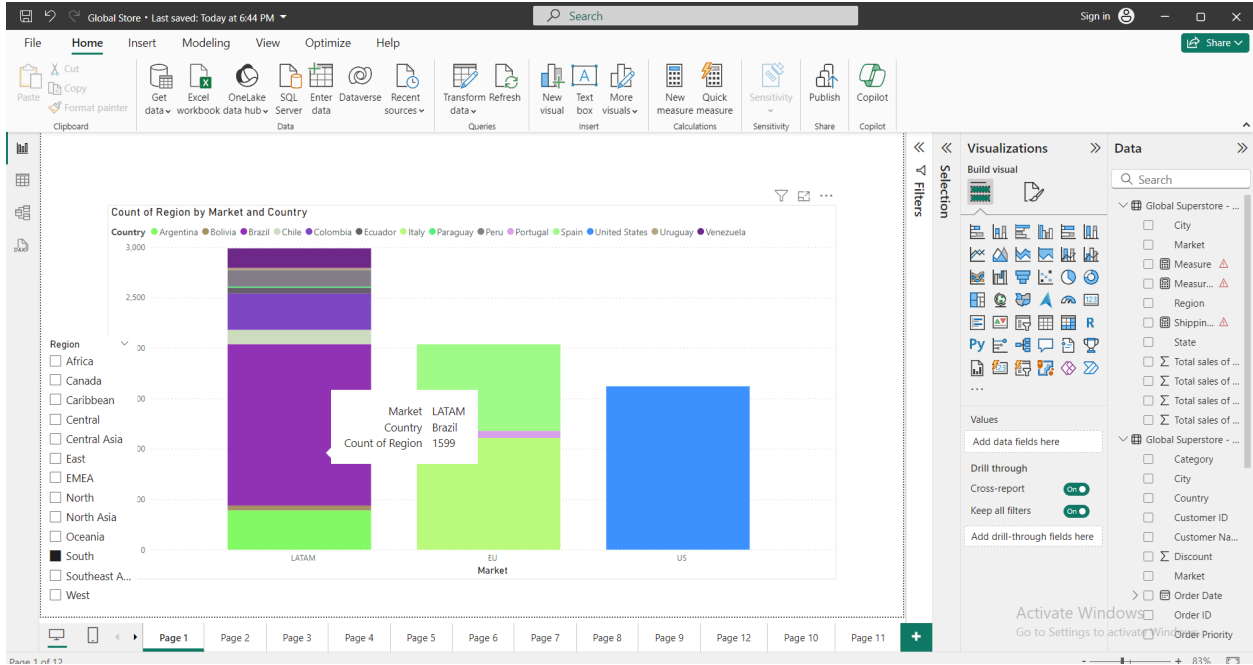 Global Store • Last saved: Today at 6:44 PM
Search
Sign in
File Home Insert Modeling View Optimize Help
Share
Paste
Cut
Copy
Format painter
Get data
Excel workbook
OneLake data hub
SQL Server
Enter data
Dataverse
Recent sources
Transform data
Refresh
New visual
Text box
More visuals
New measure
Quick measure
Sensitivity
Publish
Copilot
Clipboard Data Queries Insert Calculations Sensitivity Share Copilot
Count of Region by Market and Country
Country Argentina Bolivia Brazil Chile Colombia Ecuador Italy Paraguay Peru Portugal Spain United States Uruguay Venezuela
3,000
2,500
00
00
00
00
0
LATAM EU US
Market
Market LATAM
Country Brazil
Count of Region 1599
Region
Africa
Canada
Caribbean
Central
Central Asia
East
EMEA
North
North Asia
Oceania
South
Southeast A...
West
Filters
Selection
Visualizations
Build visual
123
R
Py
123
...
Values
Add data fields here
Drill through
Cross-report On
Keep all filters On
Add drill-through fields here
Data
Search
Global Superstore - ...
City
Market
Measure
Measur...
Region
Shippin...
State
Total sales of ...
Total sales of ...
Total sales of ...
Total sales of ...
Global Superstore - ...
Category
City
Country
Customer ID
Customer Na...
Discount
Market
Order Date
Order ID
Order Priority
Activate Windows
Go to Settings to activate Windows.
Page 1 Page 2 Page 3 Page 4 Page 5 Page 6 Page 7 Page 8 Page 9 Page 12 Page 10 Page 11
Page 1 of 12
- + 83%